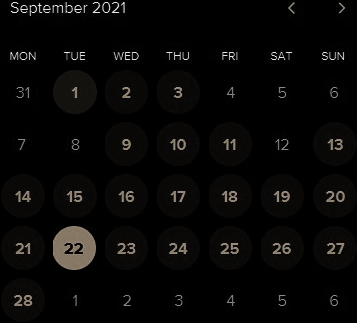 September 2021 < >
MON TUE WED THU FRI SAT SUN
31 1 2 3 4 5 6
7 8 9 10 11 12 13
14 15 16 17 18 19 20
21 22 23 24 25 26 27
28 1 2 3 4 5 6